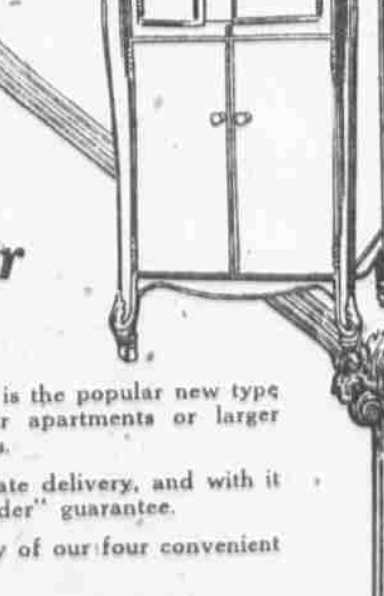 r
is the popular new type
r apartments or larger
s.
ate delivery, and with it
der" guarantee.
y of our four convenient